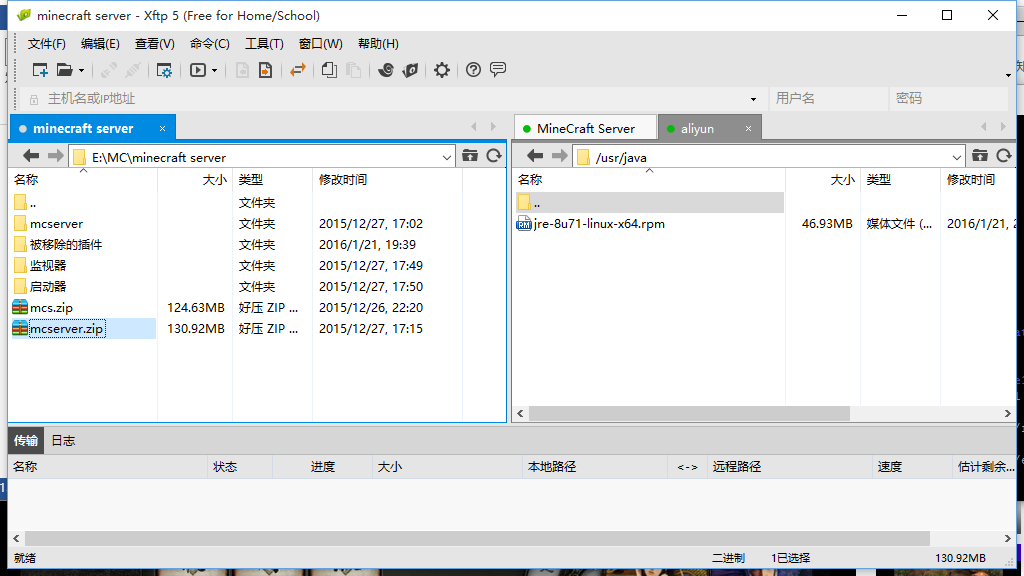 minecraft server - Xftp 5 (Free for Home/School)
文件(F) 编辑(E) 查看(V) 命令(C) 工具(T) 窗口(W) 帮助(H)
主机名或IP地址 用户名 密码
minecraft server × MineCraft Server aliyun ×
E:\MC\minecraft server /usr/java
名称 大小 类型 修改时间 名称 大小 类型 修改时间
.. 文件夹 ..
mcserver 文件夹 2015/12/27, 17:02 jre-8u71-linux-x64.rpm 46.93MB 媒体文件 (... 2016/1/21, 2
被移除的插件 文件夹 2016/1/21, 19:39
监视器 文件夹 2015/12/27, 17:49
启动器 文件夹 2015/12/27, 17:50
mcs.zip 124.63MB 好压 ZIP ... 2015/12/26, 22:20
mcserver.zip 130.92MB 好压 ZIP ... 2015/12/27, 17:15
传输 日志
名称 状态 进度 大小 本地路径 <-> 远程路径 速度 估计剩余...
就绪 二进制 1已选择 130.92MB